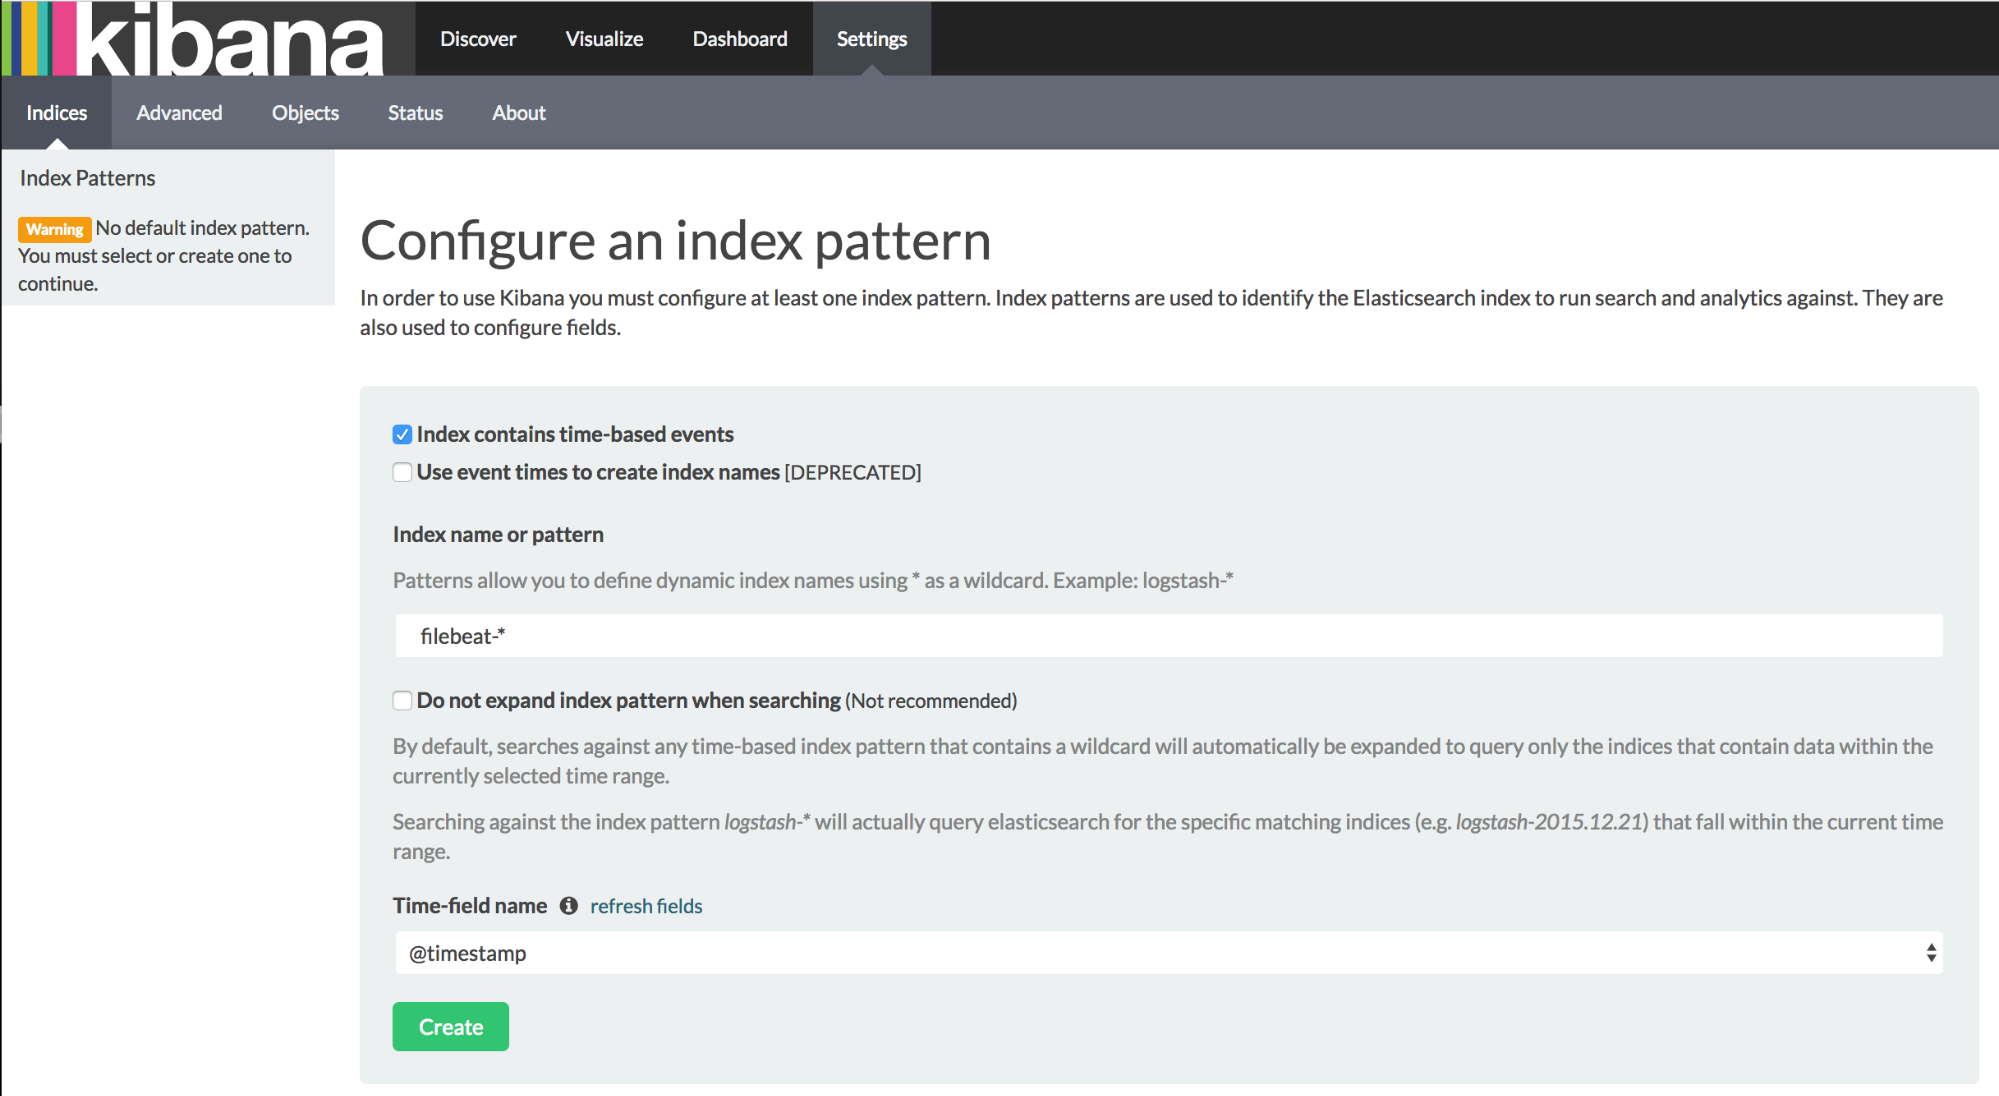 kibana
Discover
Visualize
Dashboard
Settings
Indices
Advanced
Objects
Status
About
Index Patterns
Warning No default index pattern.
You must select or create one to
continue.
Configure an index pattern
In order to use Kibana you must configure at least one index pattern. Index patterns are used to identify the Elasticsearch index to run search and analytics against. They are
also used to configure fields.
Index contains time-based events
Use event times to create index names [DEPRECATED]
Index name or pattern
Patterns allow you to define dynamic index names using * as a wildcard. Example: logstash-*
filebeat-*
Do not expand index pattern when searching (Not recommended)
By default, searches against any time-based index pattern that contains a wildcard will automatically be expanded to query only the indices that contain data within the
currently selected time range.
Searching against the index pattern logstash-* will actually query elasticsearch for the specific matching indices (e.g. logstash-2015.12.21) that fall within the current time
range.
Time-field name refresh fields
@timestamp
Create